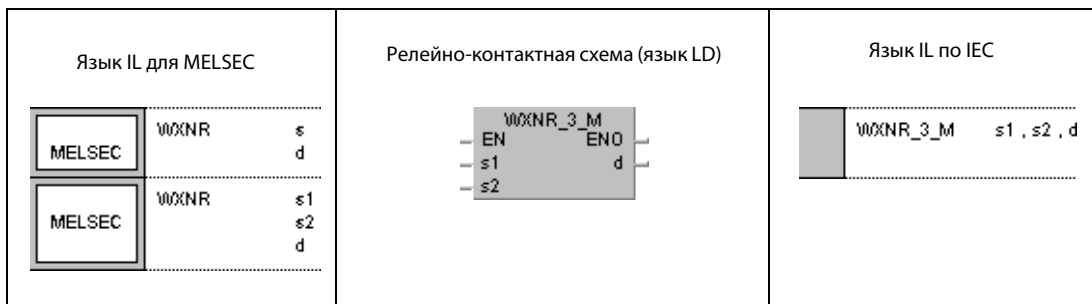 Язык IL для MELSEC
MELSEC WXNR s
d
MELSEC WXNR s1
s2
d
Релейно-контактная схема (язык LD)
WXNR_3_M
EN ENO
s1 d
s2
Язык IL по IEC
WXNR_3_M s1 , s2 , d